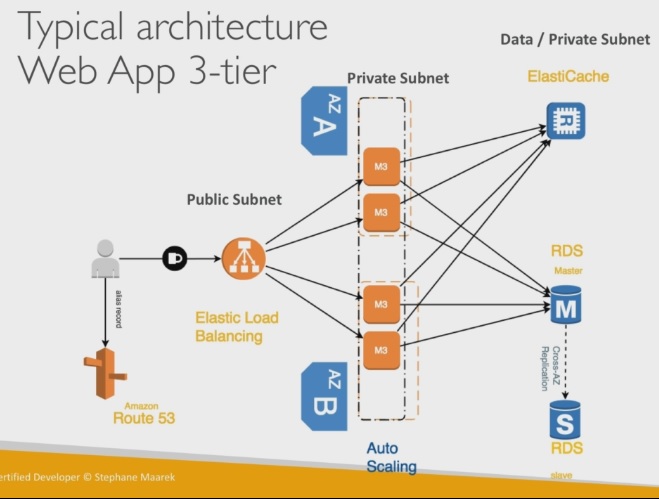 Typical architecture
Web App 3-tier
Data / Private Subnet
ElastiCache
Private Subnet
AZ
A
R
M3
M3
Public Subnet
D
alias record
Elastic Load
Balancing
Amazon
Route 53
M3
M3
AZ
B
Auto
Scaling
RDS
Master
M
Cross-AZ
Replication
S
RDS
slave
ertified Developer © Stephane Maarek